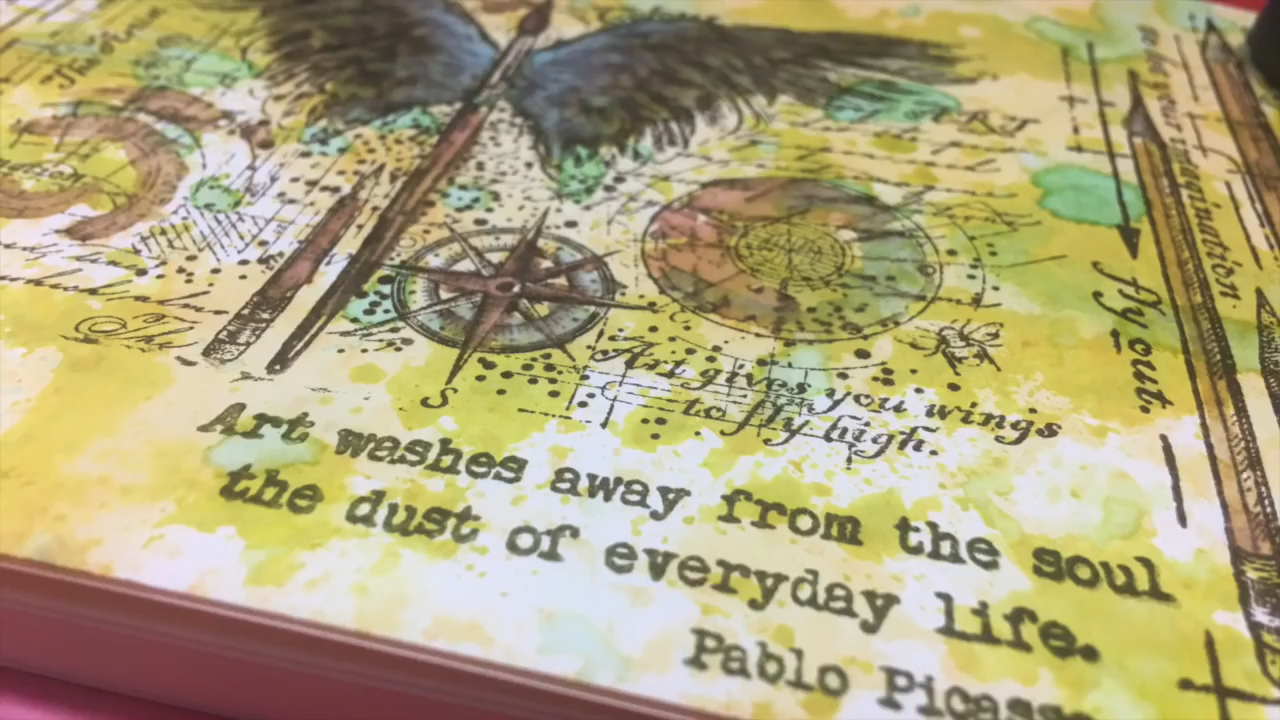 The
S
Art gives you wings
to fly high.
Art washes away from the soul
the dust of everyday life.
Pablo Picasso
your imagination
fly out.